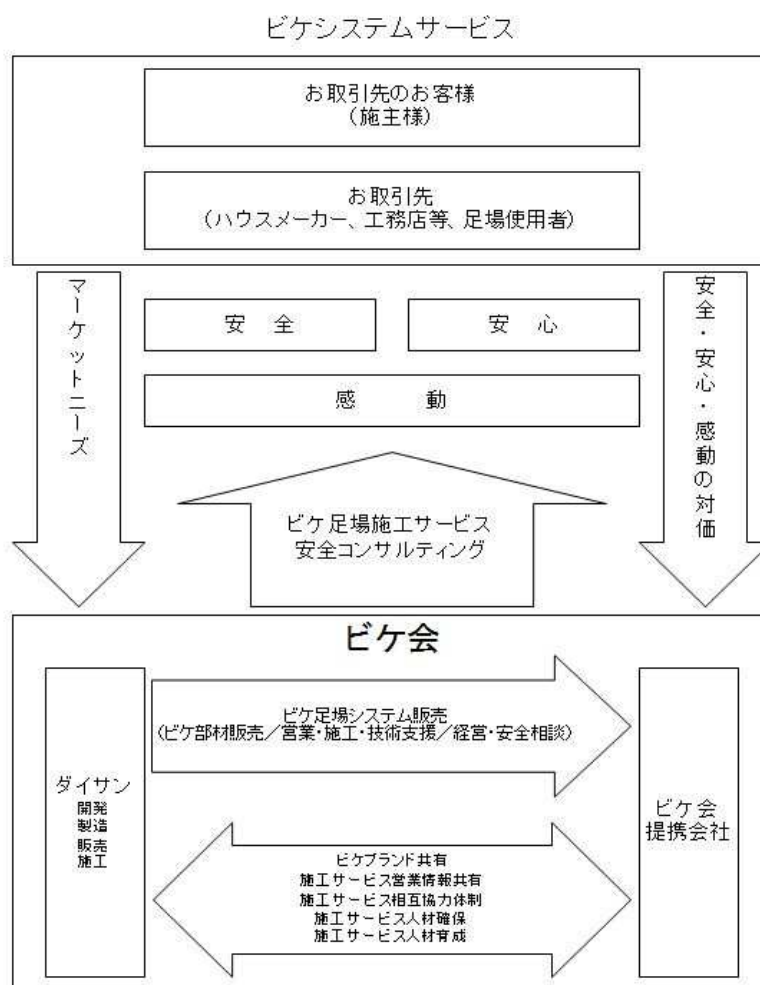 ビケシステムサービス
お取引先のお客様
(施主様)
お取引先
(ハウスメーカー、工務店等、足場使用者)
マーケットニーズ
安　全
安　心
感　動
安全・安心・感動の対価
ビケ足場施工サービス
安全コンサルティング
ビケ会
ビケ足場システム販売
(ビケ部材販売／営業・施工・技術支援／経営・安全相談)
ダイサン
開発
製造
販売
施工
ビケ会
提携会社
ビケブランド共有
施工サービス営業情報共有
施工サービス相互協力体制
施工サービス人材確保
施工サービス人材育成